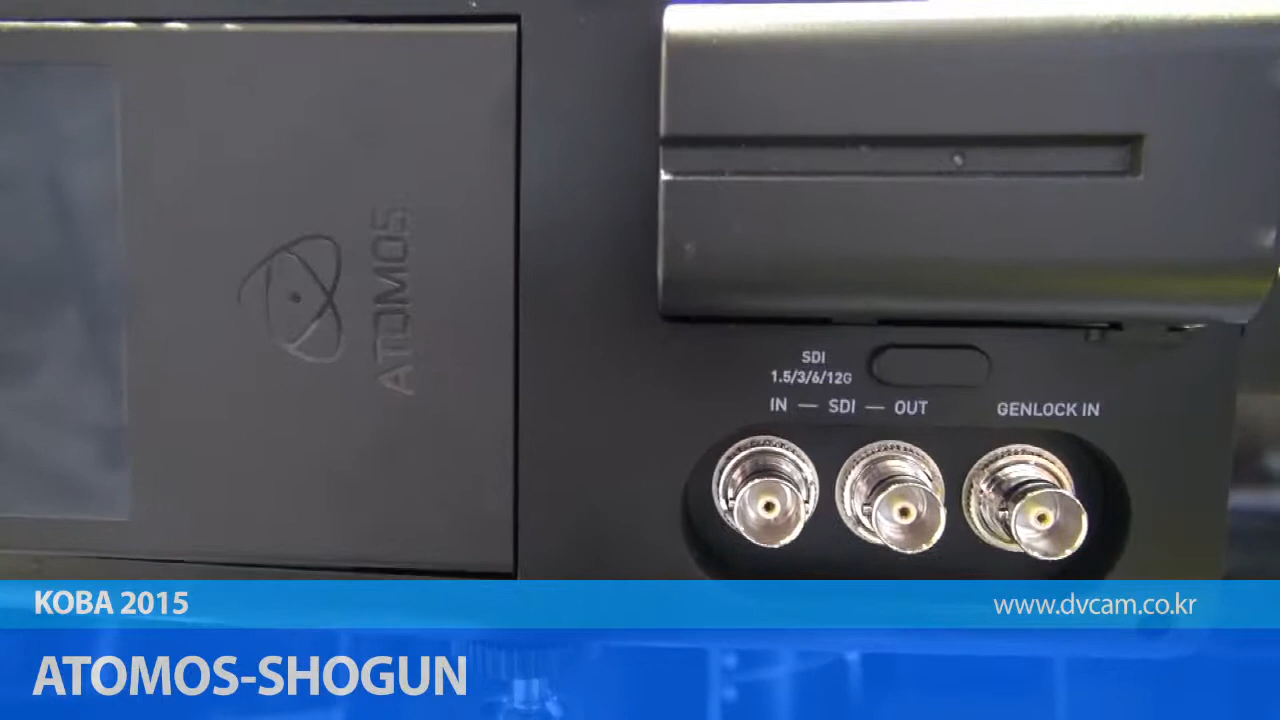 ATOMOS
SDI
1.5/3/6/12G
IN — SDI — OUT
GENLOCK IN
KOBA 2015
www.dvcam.co.kr
ATOMOS-SHOGUN